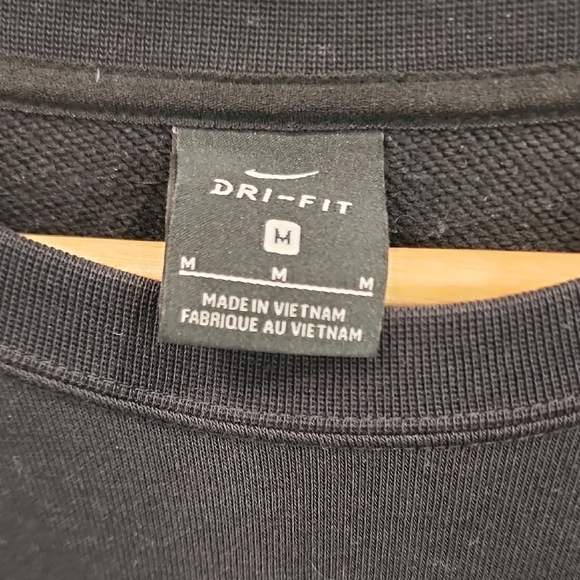 DRI-FIT
M
M M M
MADE IN VIETNAM
FABRIQUE AU VIETNAM